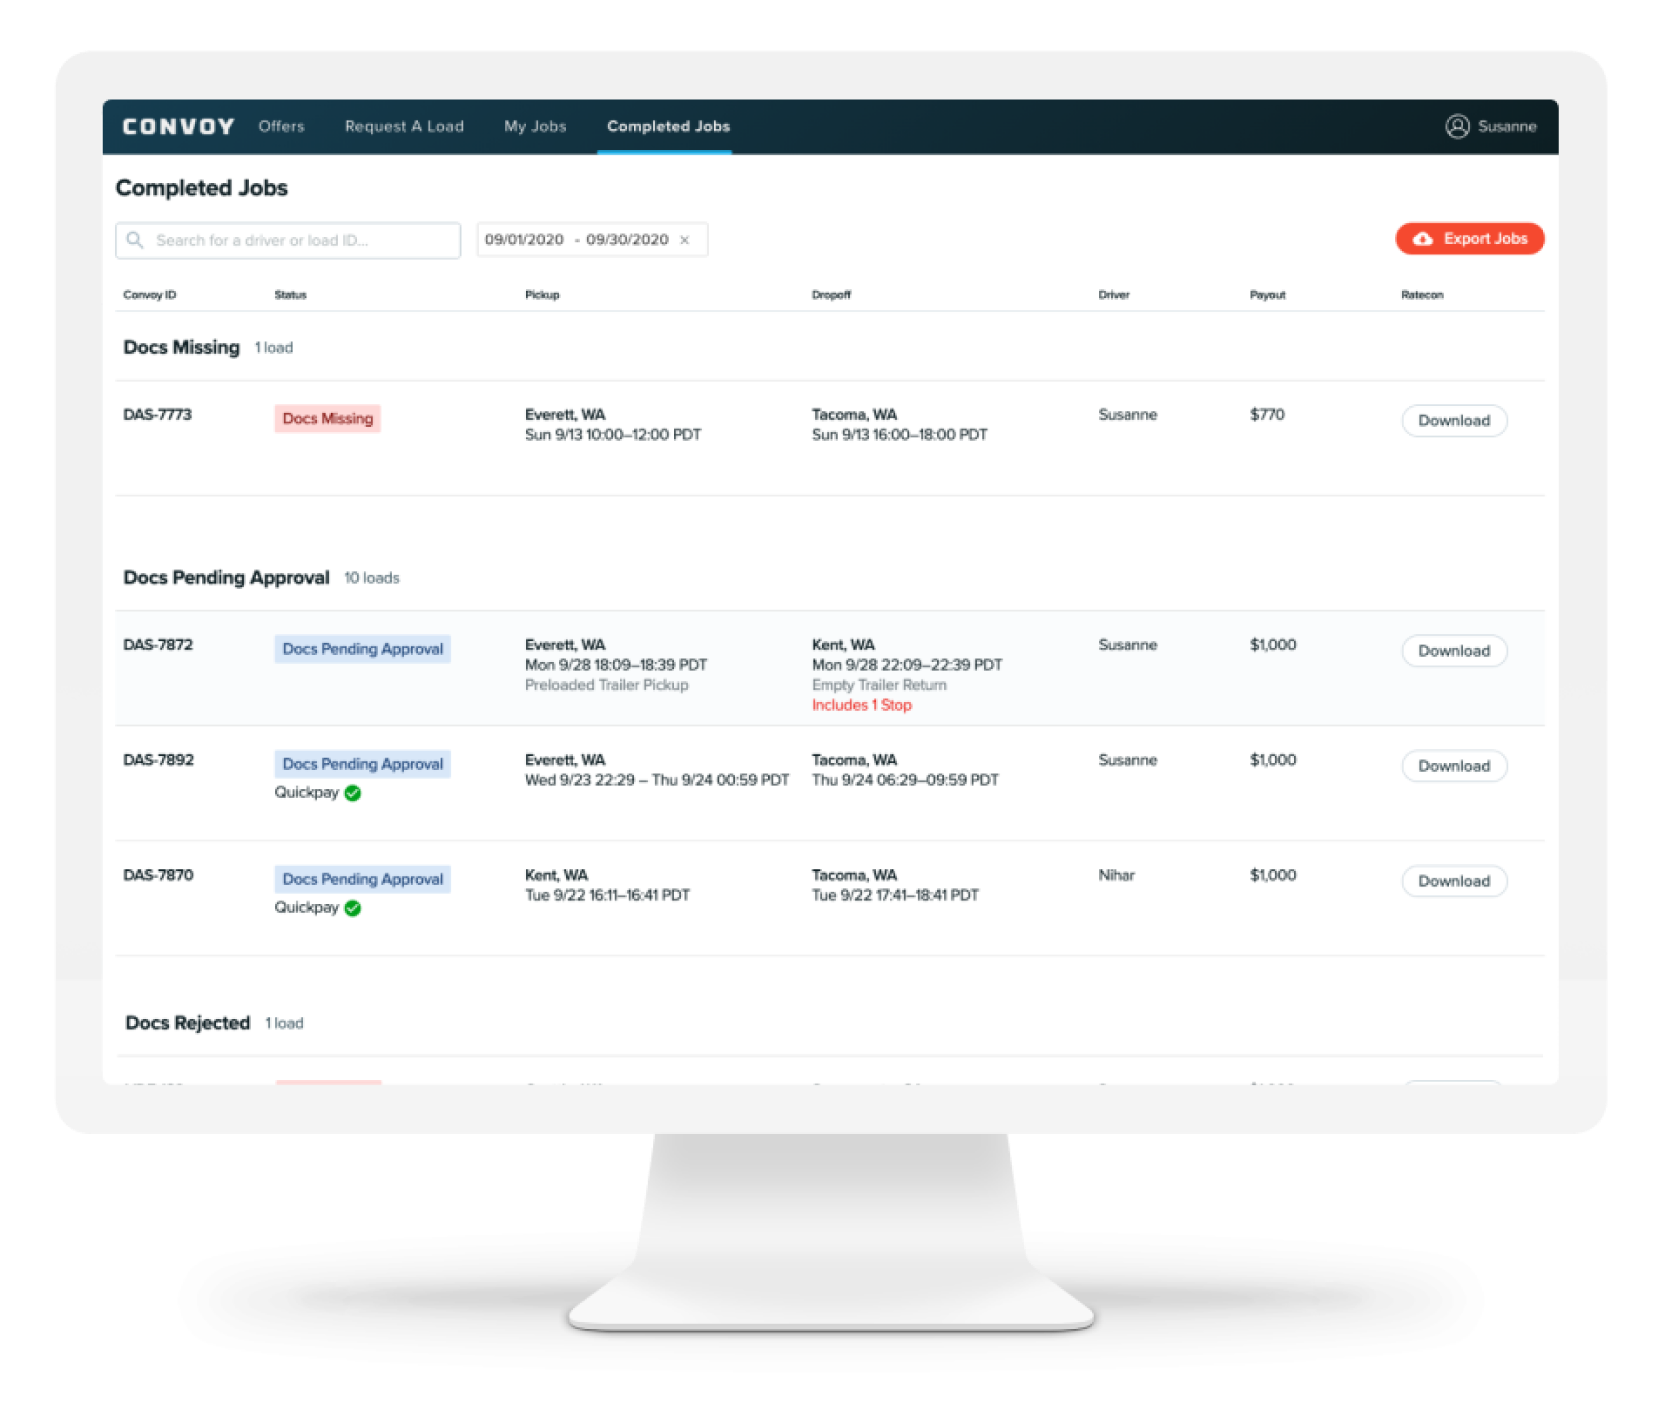 CONVOY Offers Request A Load My Jobs Completed Jobs Susanne
Completed Jobs
Search for a driver or load ID... 09/01/2020 - 09/30/2020 × Export Jobs
Convoy ID Status Pickup Dropoff Driver Payout Ratecon
Docs Missing 1 load
DAS-7773 Docs Missing Everett, WA Tacoma, WA Susanne $770 Download
Sun 9/13 10:00–12:00 PDT Sun 9/13 16:00–18:00 PDT
Docs Pending Approval 10 loads
DAS-7872 Docs Pending Approval Everett, WA Kent, WA Susanne $1,000 Download
Mon 9/28 18:09–18:39 PDT Mon 9/28 22:09–22:39 PDT
Preloaded Trailer Pickup Empty Trailer Return
Includes 1 Stop
DAS-7892 Docs Pending Approval Everett, WA Tacoma, WA Susanne $1,000 Download
Quickpay Wed 9/23 22:29 – Thu 9/24 00:59 PDT Thu 9/24 06:29–09:59 PDT
DAS-7870 Docs Pending Approval Kent, WA Tacoma, WA Nihar $1,000 Download
Quickpay Tue 9/22 16:11–16:41 PDT Tue 9/22 17:41–18:41 PDT
Docs Rejected 1 load